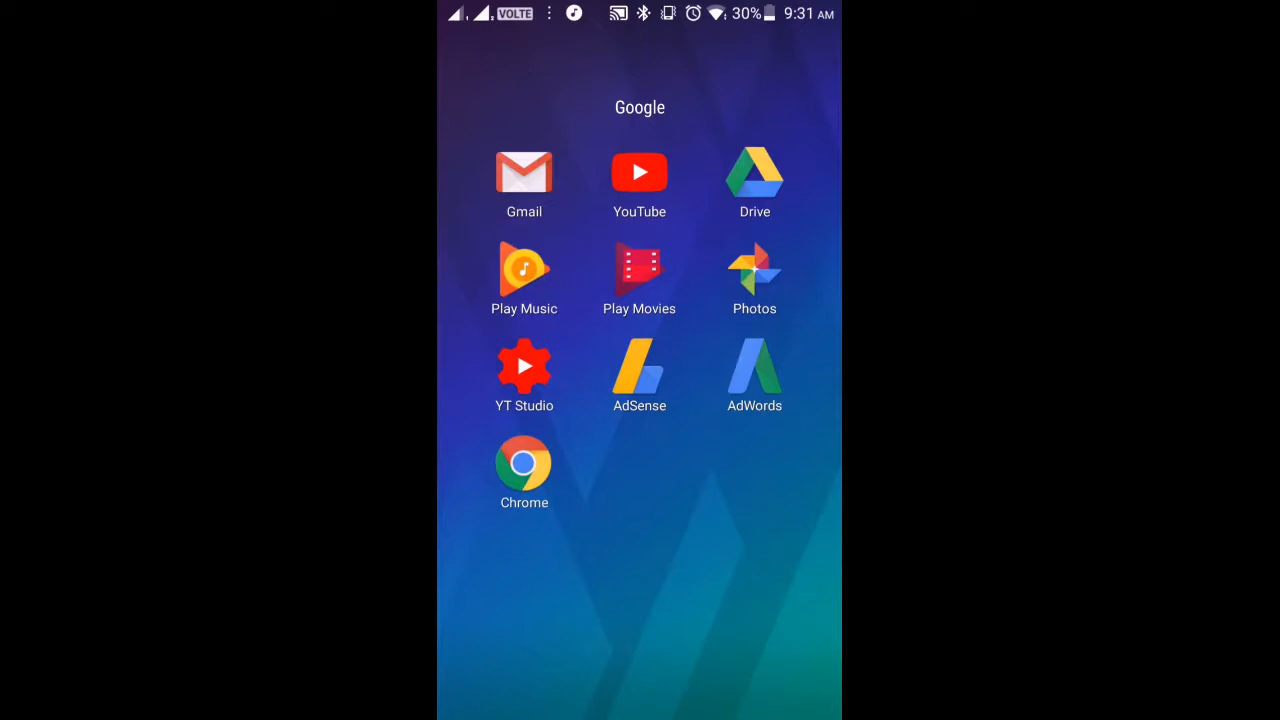 VOLTE 30% 9:31 AM
Google
Gmail YouTube Drive
Play Music Play Movies Photos
YT Studio AdSense AdWords
Chrome